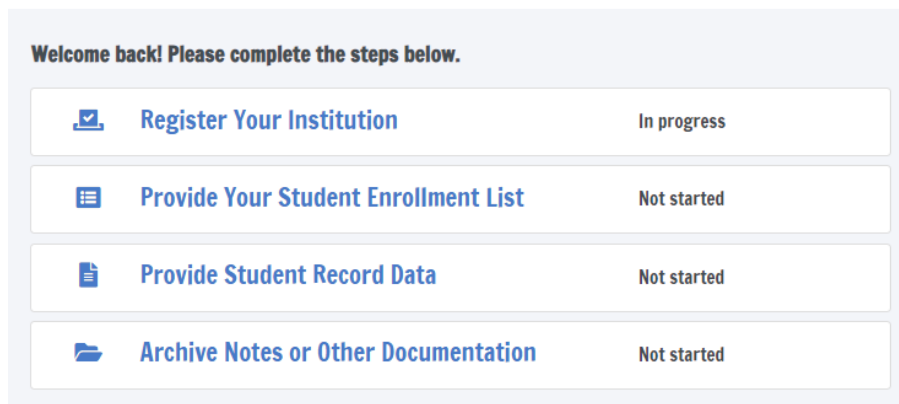 Welcome back! Please complete the steps below.
Register Your Institution In progress
Provide Your Student Enrollment List Not started
Provide Student Record Data Not started
Archive Notes or Other Documentation Not started